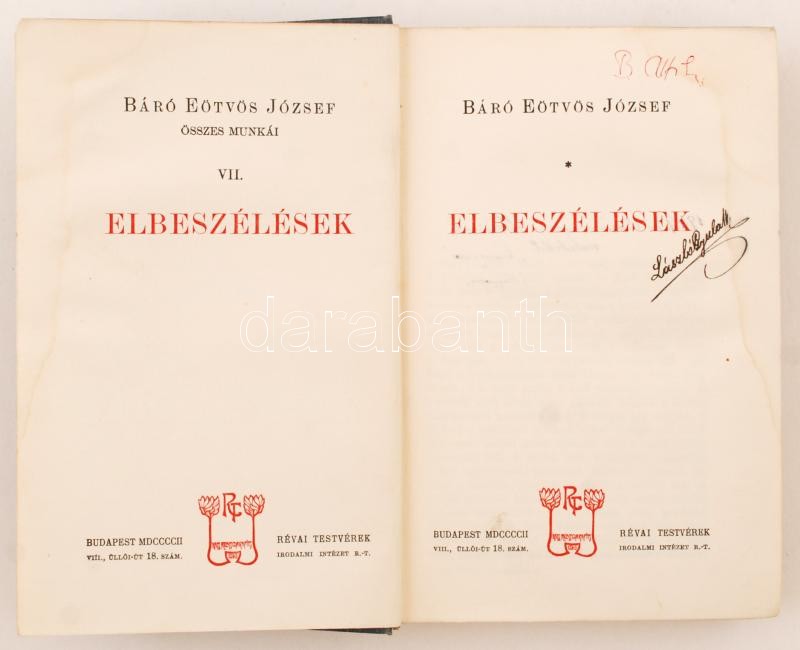 BÁRÓ EÖTVÖS JÓZSEF
ÖSSZES MUNKÁI
VII.
ELBESZÉLÉSEK
BUDAPEST MDCCCCII
VIII., ÜLLŐI-ÚT 18. SZÁM.
RÉVAI TESTVÉREK
IRODALMI INTÉZET R.-T.
BÁRÓ EÖTVÖS JÓZSEF
*
ELBESZÉLÉSEK
BUDAPEST MDCCCCII
VIII., ÜLLŐI-ÚT 18. SZÁM.
RÉVAI TESTVÉREK
IRODALMI INTÉZET R.-T.
darabanth